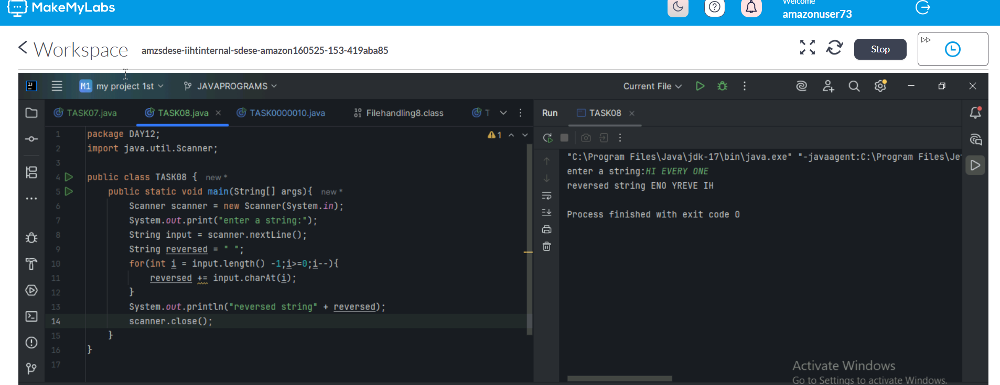 MakeMyLabs
Welcome
amazonuser73
Workspace amzsdese-iihtinternal-sdese-amazon160525-153-419aba85
Stop
M1 my project 1st JAVAPROGRAMS Current File
TASK07.java TASK08.java TASK0000010.java Filehandling8.class T
Run TASK08
1 package DAY12;
1
2 import java.util.Scanner;
3
4 public class TASK08 { new *
5 public static void main(String[] args){ new *
6 Scanner scanner = new Scanner(System.in);
7 System.out.print("enter a string:");
8 String input = scanner.nextLine();
9 String reversed = " ";
10 for(int i = input.length() -1;i>=0;i--){
11 reversed += input.charAt(i);
12 }
13 System.out.println("reversed string" + reversed);
14 scanner.close();
15 }
16 }
17
"C:\Program Files\Java\jdk-17\bin\java.exe" "-javaagent:C:\Program Files\Je
enter a string:HI EVERY ONE
reversed string ENO YREVE IH
Process finished with exit code 0
Activate Windows
Go to Settings to activate Windows.